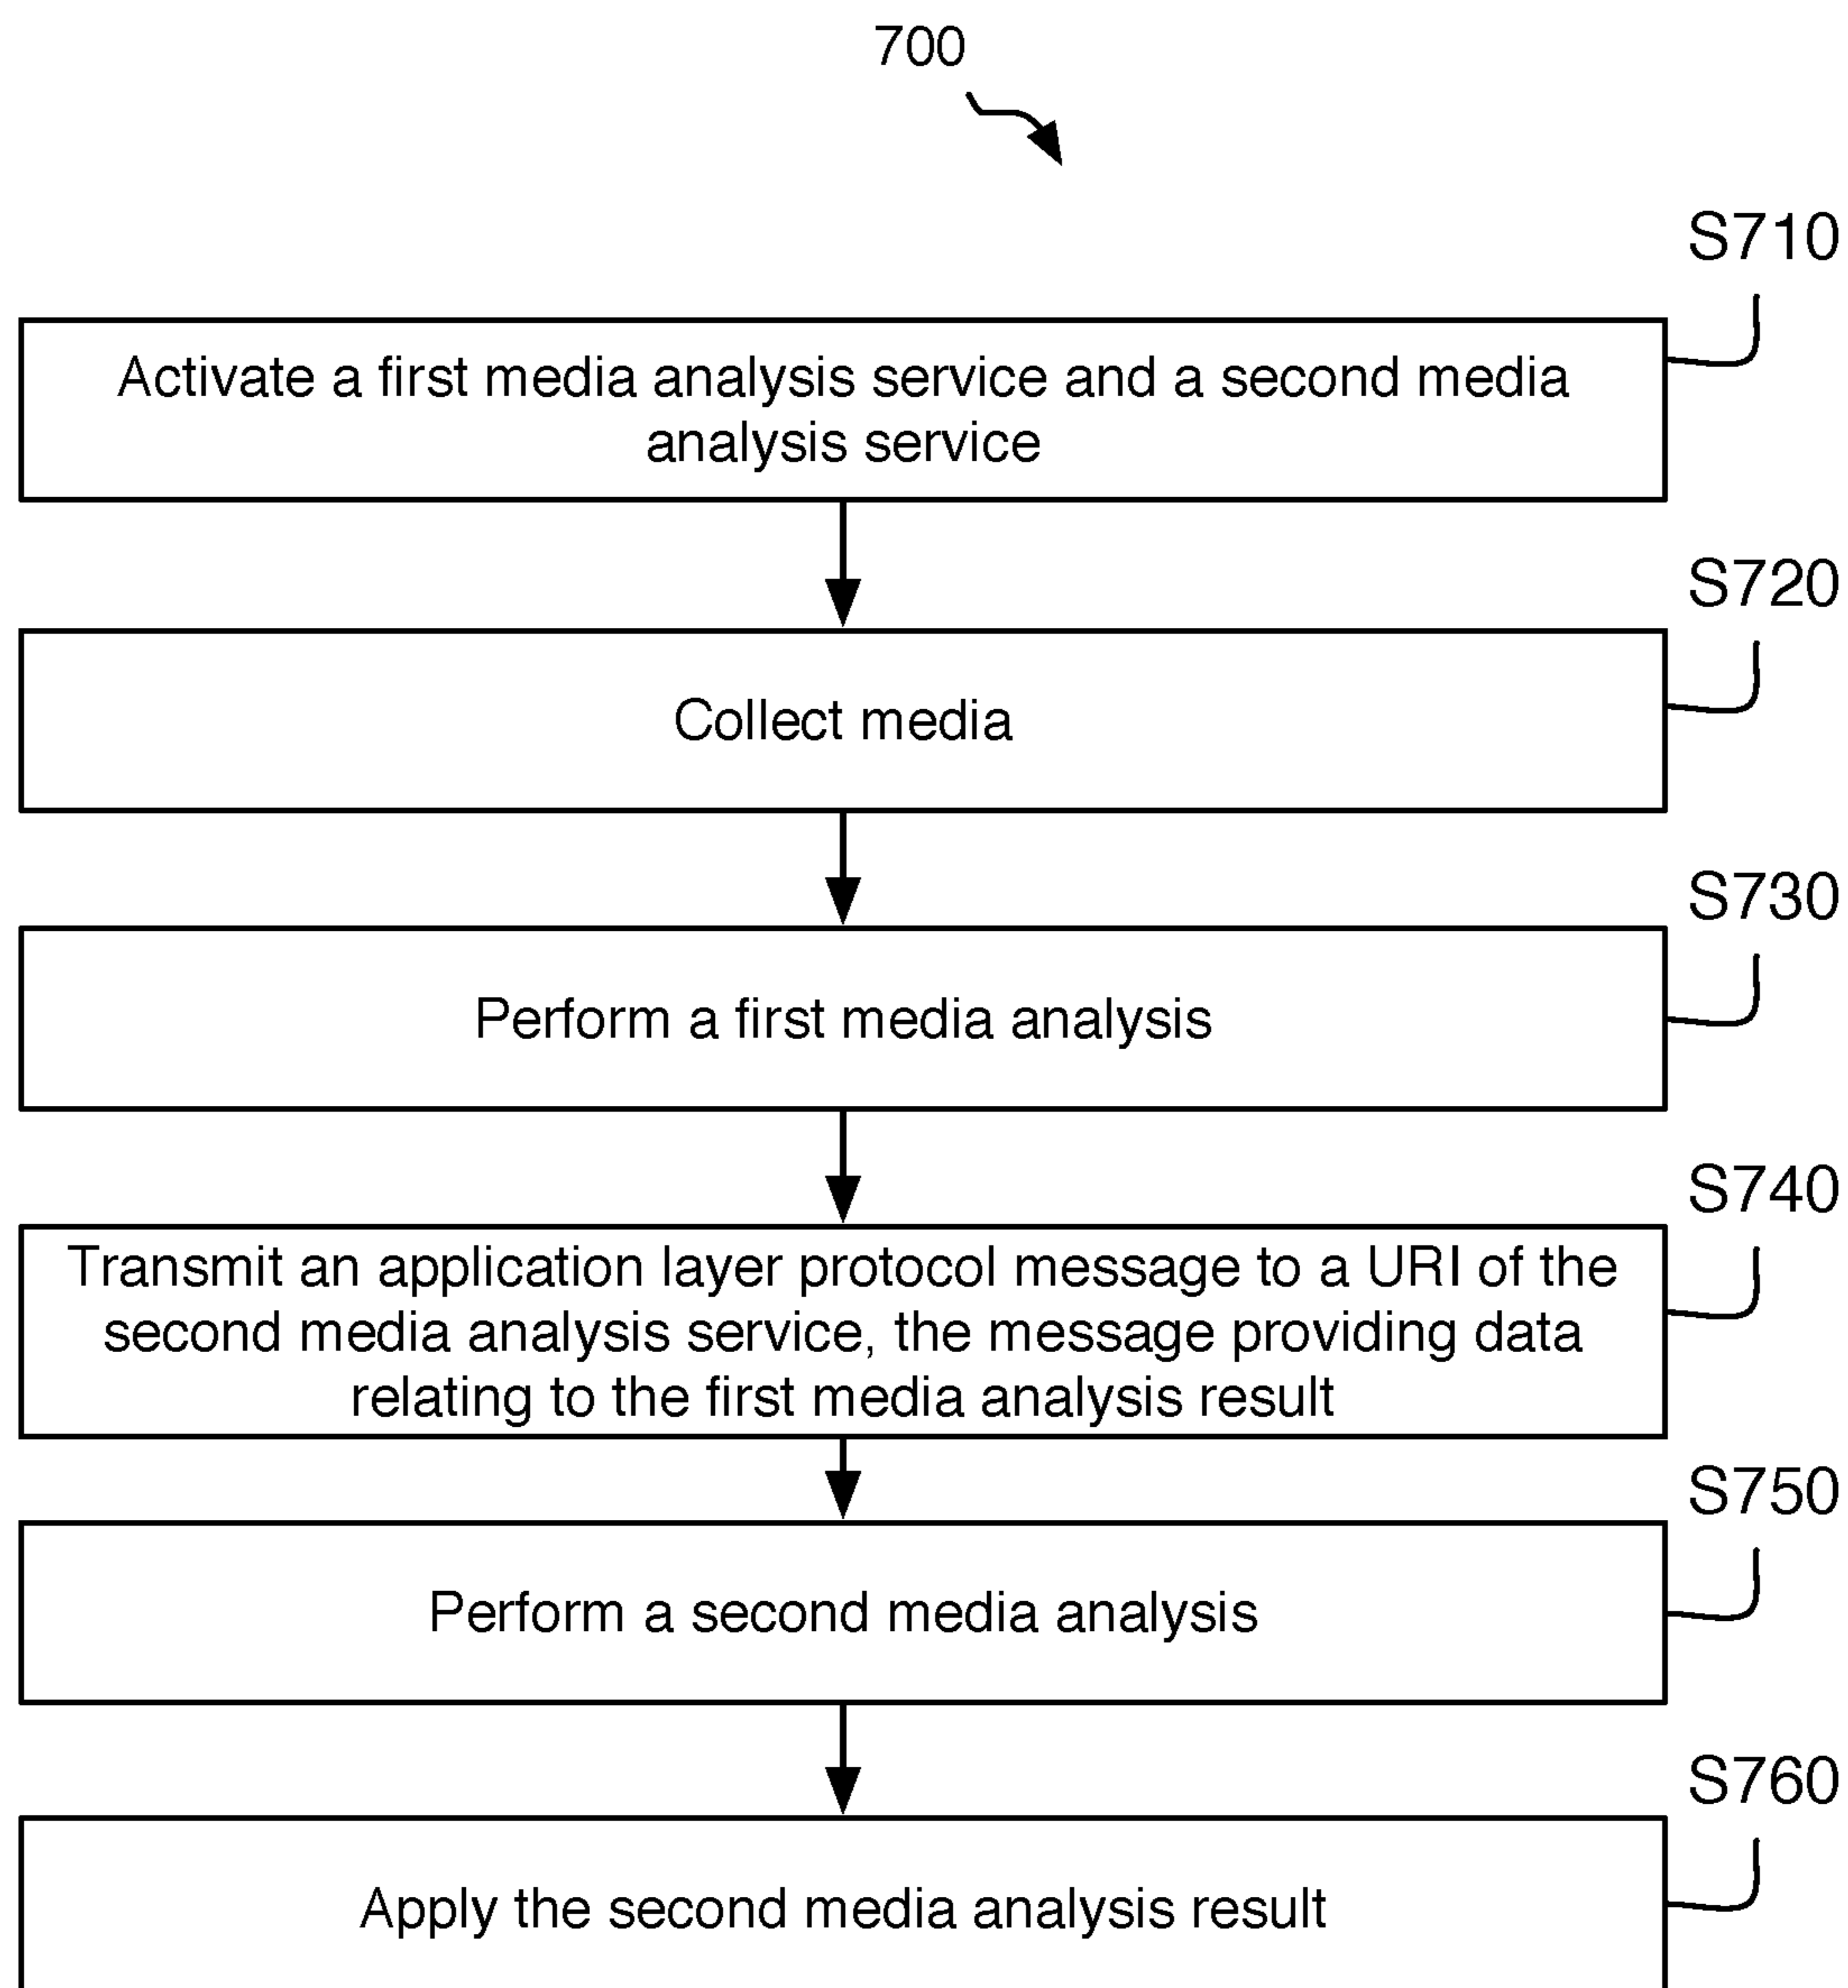 700
S710
Activate a first media analysis service and a second media
analysis service
S720
Collect media
S730
Perform a first media analysis
S740
Transmit an application layer protocol message to a URI of the
second media analysis service, the message providing data
relating to the first media analysis result
S750
Perform a second media analysis
S760
Apply the second media analysis result